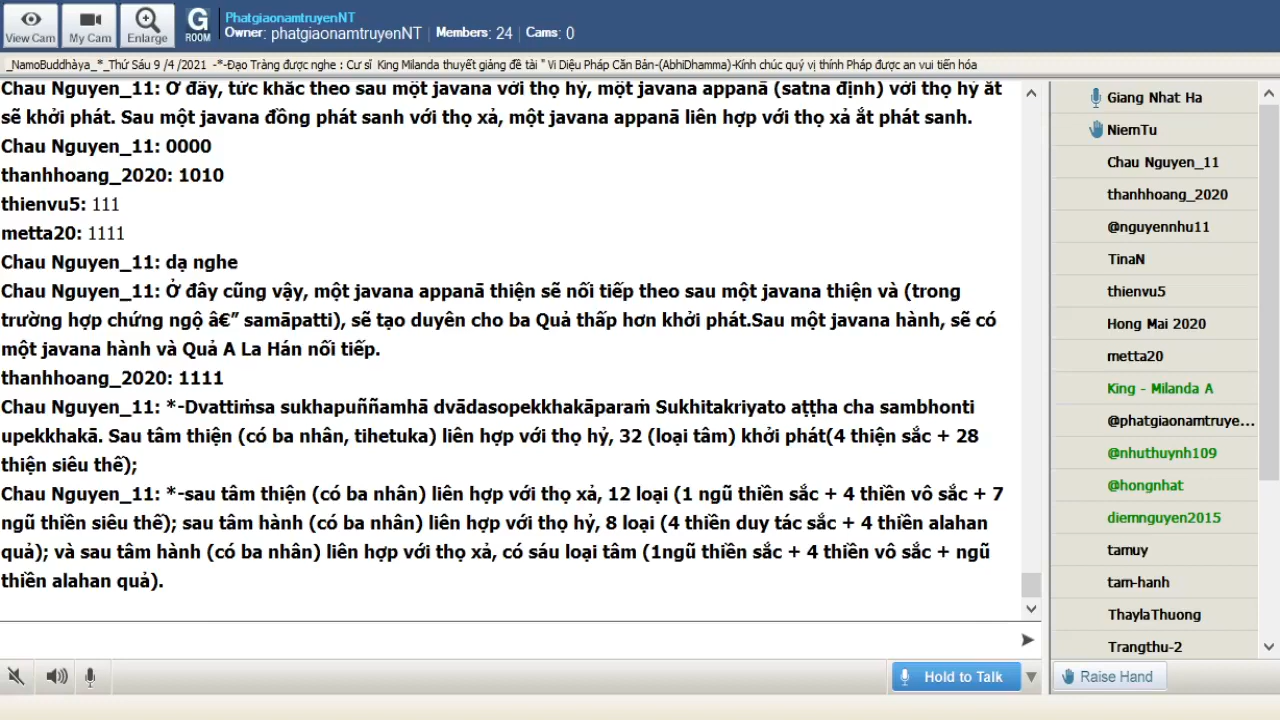 View Cam
My Cam
Enlarge
G
ROOM
PhatgiaonamtruyenNT
Owner: phatgiaonamtruyenNT | Members: 24 | Cams: 0
_NamoBuddhàya_*_Thứ Sáu 9 /4 /2021 -*-Đạo Tràng được nghe : Cư sĩ King Milanda thuyết giảng đề tài " Vi Diệu Pháp Căn Bản-(AbhiDhamma)-Kính chúc quý vị thính Pháp được an vui tiến hóa
Chau Nguyen_11: Ở đây, tức khắc theo sau một javana với thọ hỷ, một javana appanā (satna định) với thọ hỷ ắt
sẽ khởi phát. Sau một javana đồng phát sanh với thọ xả, một javana appanā liên hợp với thọ xả ắt phát sanh.
Chau Nguyen_11: 0000
thanhhoang_2020: 1010
thienvu5: 111
metta20: 1111
Chau Nguyen_11: dạ nghe
Chau Nguyen_11: Ở đây cũng vậy, một javana appanā thiện sẽ nối tiếp theo sau một javana thiện và (trong
trường hợp chứng ngộ â€” samāpatti), sẽ tạo duyên cho ba Quả thấp hơn khởi phát.Sau một javana hành, sẽ có
một javana hành và Quả A La Hán nối tiếp.
thanhhoang_2020: 1111
Chau Nguyen_11: *-Dvattiṁsa sukhapuññamhā dvādasopekkhakāparaṁ Sukhitakriyato aṭṭha cha sambhonti
upekkhakā. Sau tâm thiện (có ba nhân, tihetuka) liên hợp với thọ hỷ, 32 (loại tâm) khởi phát(4 thiện sắc + 28
thiện siêu thế);
Chau Nguyen_11: *-sau tâm thiện (có ba nhân) liên hợp với thọ xả, 12 loại (1 ngũ thiền sắc + 4 thiền vô sắc + 7
ngũ thiền siêu thế); sau tâm hành (có ba nhân) liên hợp với thọ hỷ, 8 loại (4 thiền duy tác sắc + 4 thiền alahan
quả); và sau tâm hành (có ba nhân) liên hợp với thọ xả, có sáu loại tâm (1ngũ thiền sắc + 4 thiền vô sắc + ngũ
thiền alahan quả).
Giang Nhat Ha
NiemTu
Chau Nguyen_11
thanhhoang_2020
@nguyennhu11
TinaN
thienvu5
Hong Mai 2020
metta20
King - Milanda A
@phatgiaonamtruye...
@nhuthuynh109
@hongnhat
diemnguyen2015
tamuy
tam-hanh
ThaylaThuong
Trangthu-2
Hold to Talk
Raise Hand